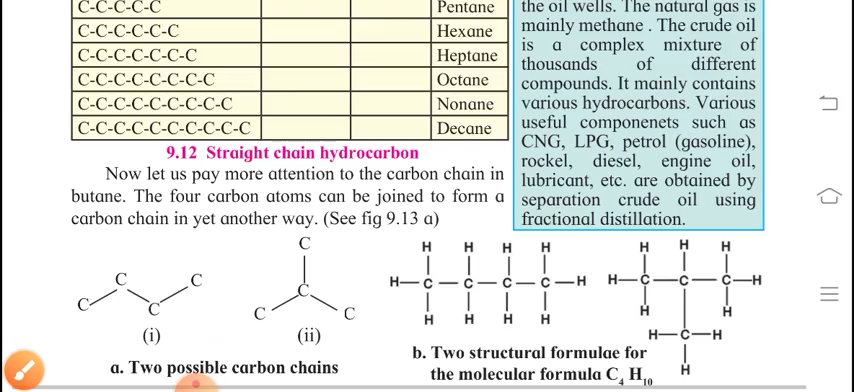 C-C-C-C-C Pentane
C-C-C-C-C-C Hexane
C-C-C-C-C-C-C Heptane
C-C-C-C-C-C-C-C Octane
C-C-C-C-C-C-C-C-C Nonane
C-C-C-C-C-C-C-C-C-C Decane
9.12 Straight chain hydrocarbon
Now let us pay more attention to the carbon chain in
butane. The four carbon atoms can be joined to form a
carbon chain in yet another way. (See fig 9.13 a)
the oil wells. The natural gas is
mainly methane . The crude oil
is a complex mixture of
thousands of different
compounds. It mainly contains
various hydrocarbons. Various
useful componenets such as
CNG, LPG, petrol (gasoline),
rockel, diesel, engine oil,
lubricant, etc. are obtained by
separation crude oil using
fractional distillation.
C C
C C
(i)
C
C
C C
(ii)
a. Two possible carbon chains
H H H H
H—C—C—C—C—H
H H H H
H H H
H—C—C—C—H
H H
H—C—H
H
b. Two structural formulae for
the molecular formula C₄ H₁₀